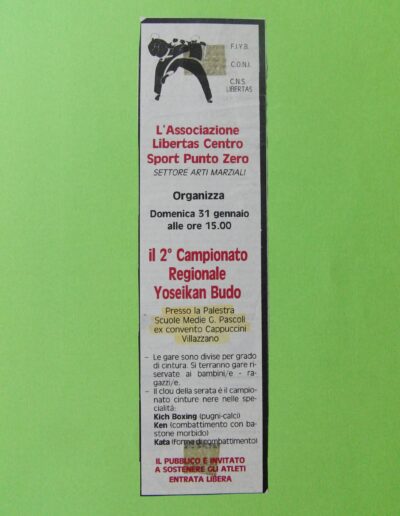 F.I.Y.B.
C.O.N.I.
C.N.S.
LIBERTAS
L'Associazione
Libertas Centro
Sport Punto Zero
SETTORE ARTI MARZIALI
Organizza
Domenica 31 gennaio
alle ore 15.00
il 2° Campionato
Regionale
Yoseikan Budo
Presso la Palestra
Scuole Medie G. Pascoli
ex convento Cappuccini
Villazzano
– Le gare sono divise per grado
di cintura. Si terranno gare ri-
servate ai bambini/e - ra-
gazzi/e.
– Il clou della serata è il campio-
nato cinture nere nelle spe-
cialità:
Kich Boxing (pugni-calci)
Ken (combattimento con ba-
stone morbido)
Kata (forme di combattimento)
IL PUBBLICO È INVITATO
A SOSTENERE GLI ATLETI
ENTRATA LIBERA